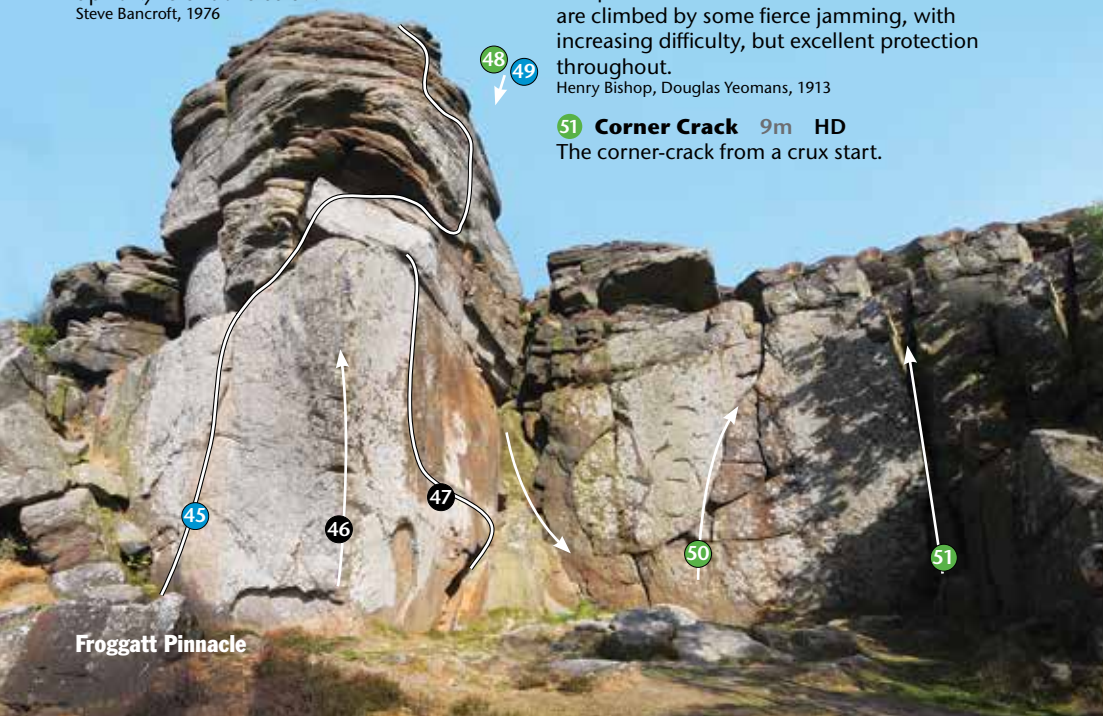 Steve Bancroft, 1976
are climbed by some fierce jamming, with
increasing difficulty, but excellent protection
throughout.
Henry Bishop, Douglas Yeomans, 1913
51 Corner Crack 9m HD
The corner-crack from a crux start.
48
49
45
46
47
50
51
Froggatt Pinnacle